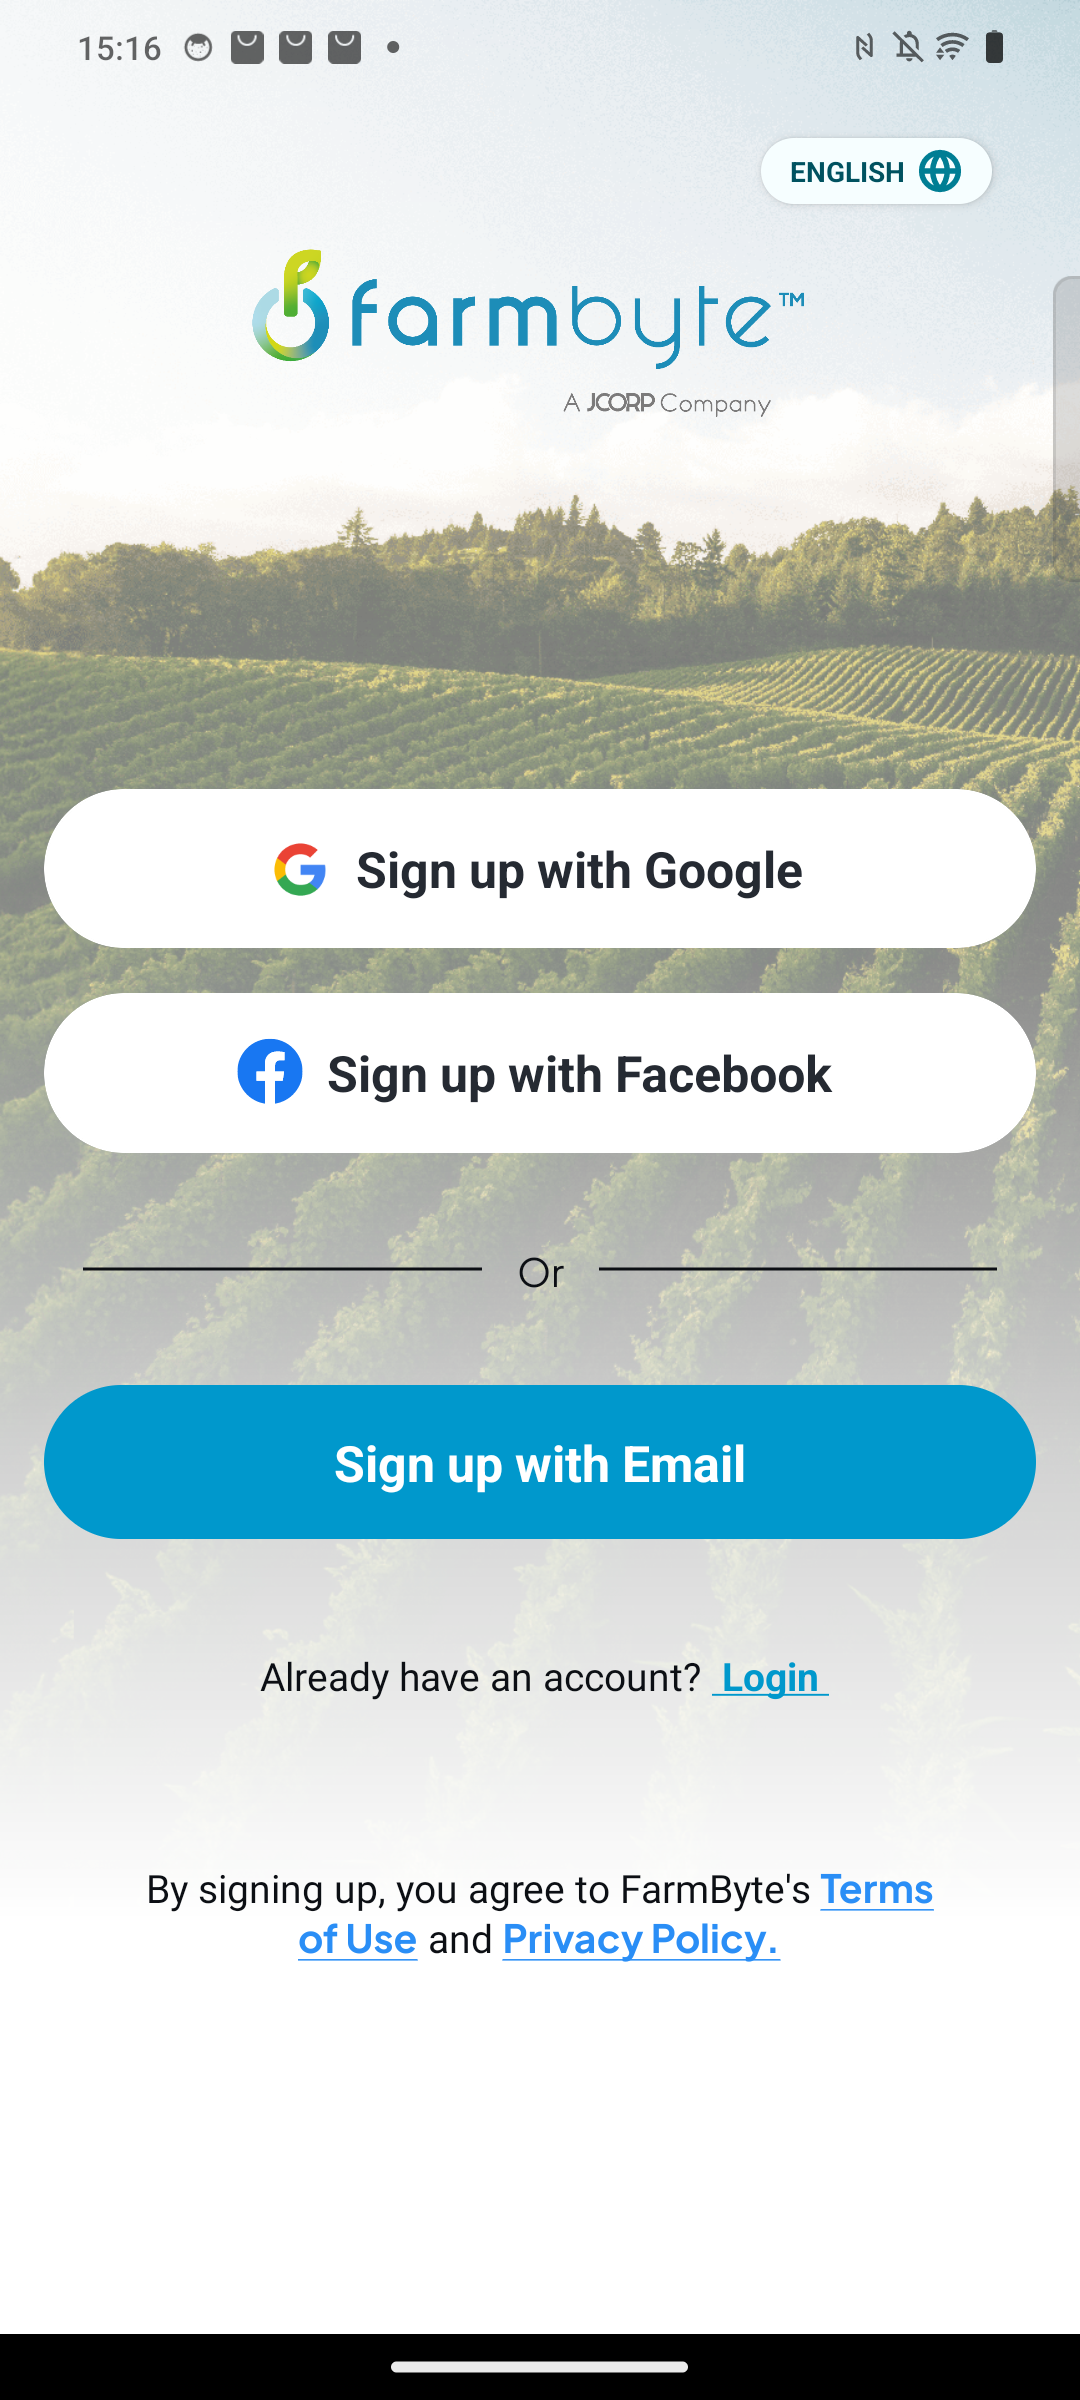 15:16
ENGLISH
farmbyte™
A JCORP Company
Sign up with Google
Sign up with Facebook
Or
Sign up with Email
Already have an account? Login
By signing up, you agree to FarmByte's Terms
of Use and Privacy Policy.